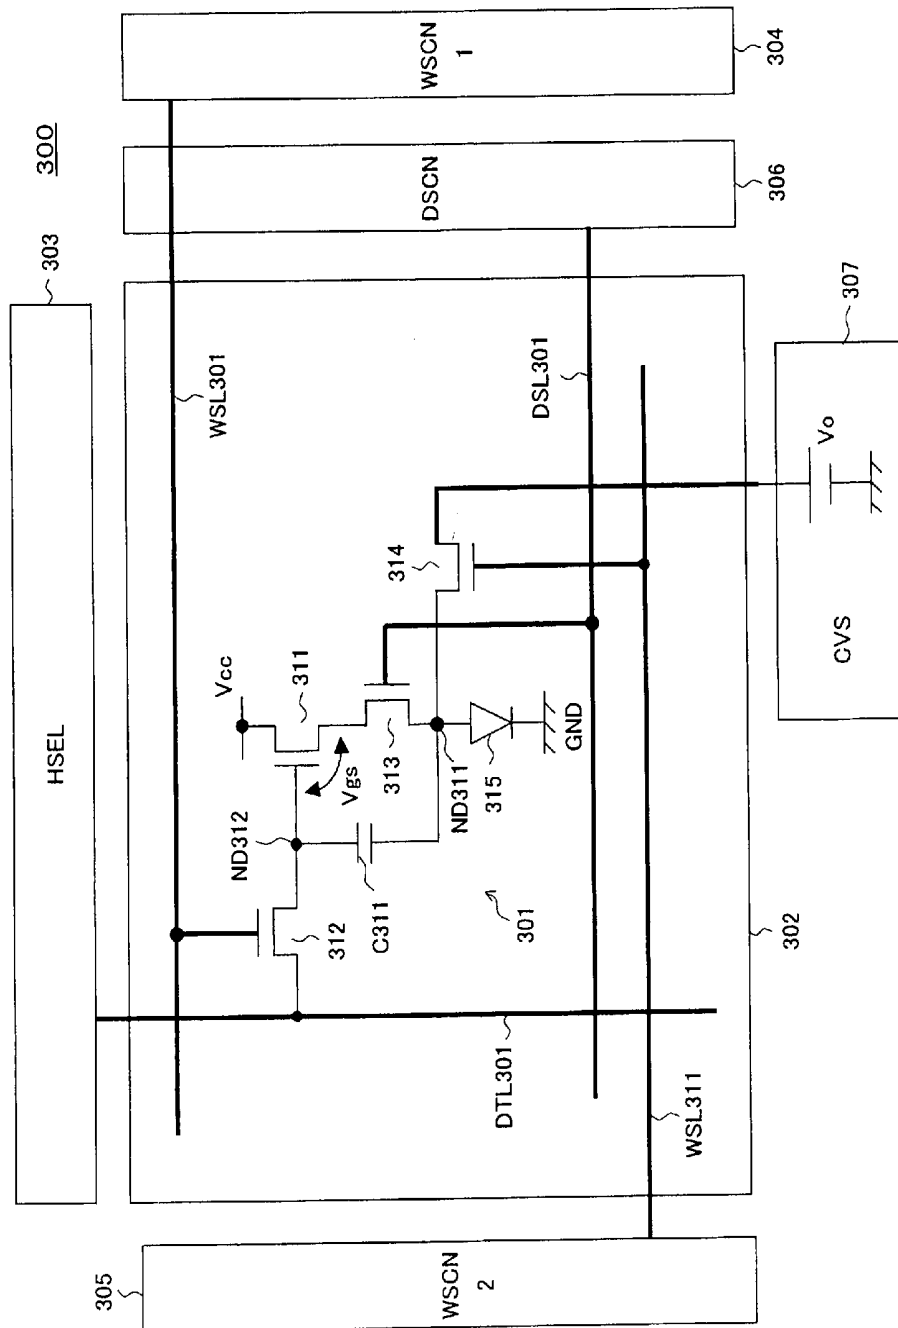 300
303
HSEL
WSCN
1
304
DSCN
306
WSL301
DSL301
307
Vo
CVS
Vcc
311
Vgs
313
314
ND312
ND311
315
GND
312
C311
301
302
DTL301
WSL311
305
WSCN
2